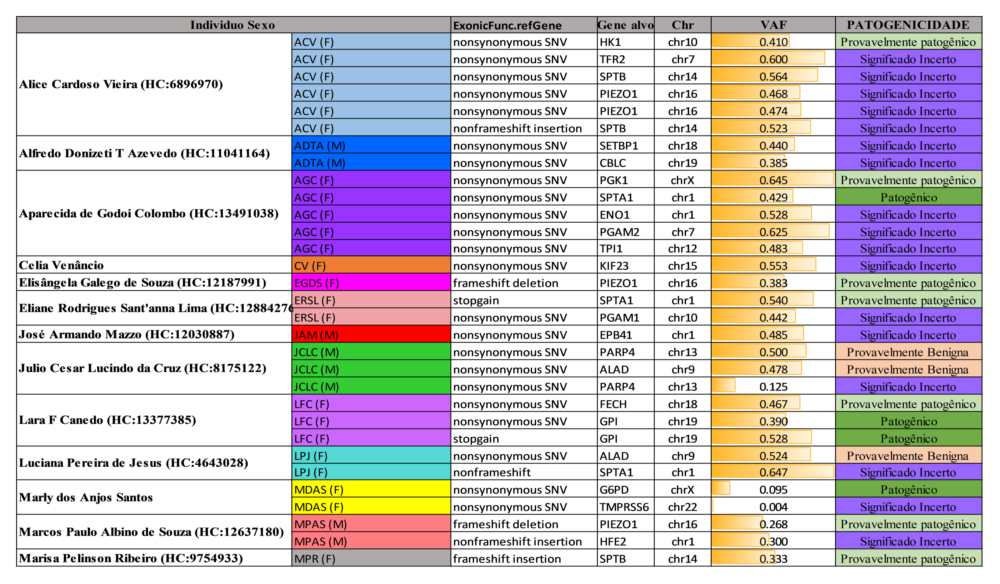 Individuo Sexo ExonicFunc.refGene Gene alvo Chr VAF PATOGENICIDADE
Alice Cardoso Vieira (HC:6896970)
ACV (F) nonsynonymous SNV HK1 chr10 0.410 Provavelmente patogênico
ACV (F) nonsynonymous SNV TFR2 chr7 0.600 Significado Incerto
ACV (F) nonsynonymous SNV SPTB chr14 0.564 Significado Incerto
ACV (F) nonsynonymous SNV PIEZO1 chr16 0.468 Significado Incerto
ACV (F) nonsynonymous SNV PIEZO1 chr16 0.474 Significado Incerto
ACV (F) nonframeshift insertion SPTB chr14 0.523 Significado Incerto
Alfredo Donizeti T Azevedo (HC:11041164)
ADTA (M) nonsynonymous SNV SETBP1 chr18 0.440 Significado Incerto
ADTA (M) nonsynonymous SNV CBLC chr19 0.385 Significado Incerto
Aparecida de Godoi Colombo (HC:13491038)
AGC (F) nonsynonymous SNV PGK1 chrX 0.645 Provavelmente patogênico
AGC (F) nonsynonymous SNV SPTA1 chr1 0.429 Patogênico
AGC (F) nonsynonymous SNV ENO1 chr1 0.528 Significado Incerto
AGC (F) nonsynonymous SNV PGAM2 chr7 0.625 Significado Incerto
AGC (F) nonsynonymous SNV TPI1 chr12 0.483 Significado Incerto
Celia Venâncio CV (F) nonsynonymous SNV KIF23 chr15 0.553 Significado Incerto
Elisângela Galego de Souza (HC:12187991) EGDS (F) frameshift deletion PIEZO1 chr16 0.383 Provavelmente patogênico
Eliane Rodrigues Sant'anna Lima (HC:12884276
ERSL (F) stopgain SPTA1 chr1 0.540 Provavelmente patogênico
ERSL (F) nonsynonymous SNV PGAM1 chr10 0.442 Significado Incerto
José Armando Mazzo (HC:12030887) JAM (M) nonsynonymous SNV EPB41 chr1 0.485 Significado Incerto
Julio Cesar Lucindo da Cruz (HC:8175122)
JCLC (M) nonsynonymous SNV PARP4 chr13 0.500 Provavelmente Benigna
JCLC (M) nonsynonymous SNV ALAD chr9 0.478 Provavelmente Benigna
JCLC (M) nonsynonymous SNV PARP4 chr13 0.125 Significado Incerto
Lara F Canedo (HC:13377385)
LFC (F) nonsynonymous SNV FECH chr18 0.467 Provavelmente patogênico
LFC (F) nonsynonymous SNV GPI chr19 0.390 Patogênico
LFC (F) stopgain GPI chr19 0.528 Patogênico
Luciana Pereira de Jesus (HC:4643028)
LPJ (F) nonsynonymous SNV ALAD chr9 0.524 Provavelmente Benigna
LPJ (F) nonframeshift SPTA1 chr1 0.647 Significado Incerto
Marly dos Anjos Santos
MDAS (F) nonsynonymous SNV G6PD chrX 0.095 Patogênico
MDAS (F) nonsynonymous SNV TMPRSS6 chr22 0.004 Significado Incerto
Marcos Paulo Albino de Souza (HC:12637180)
MPAS (M) frameshift deletion PIEZO1 chr16 0.268 Provavelmente patogênico
MPAS (M) nonframeshift insertion HFE2 chr1 0.300 Significado Incerto
Marisa Pelinson Ribeiro (HC:9754933) MPR (F) frameshift insertion SPTB chr14 0.333 Provavelmente patogênico